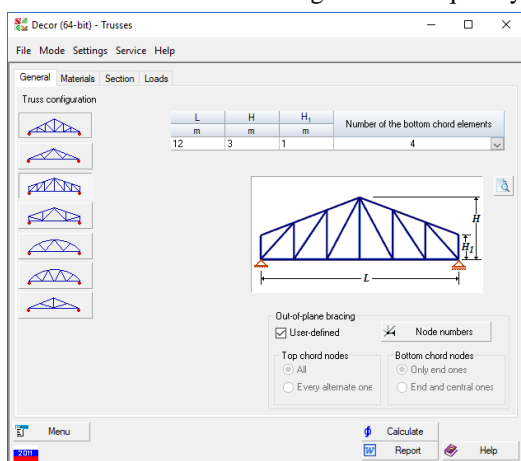 Decor (64-bit) - Trusses
File Mode Settings Service Help
General Materials Section Loads
Truss configuration
L H H1 Number of the bottom chord elements
m m m
12 3 1 4
H
H1
L
Out-of-plane bracing
User-defined
Node numbers
Top chord nodes
All
Every alternate one
Bottom chord nodes
Only end ones
End and central ones
Menu
Calculate
2011
W Report
Help